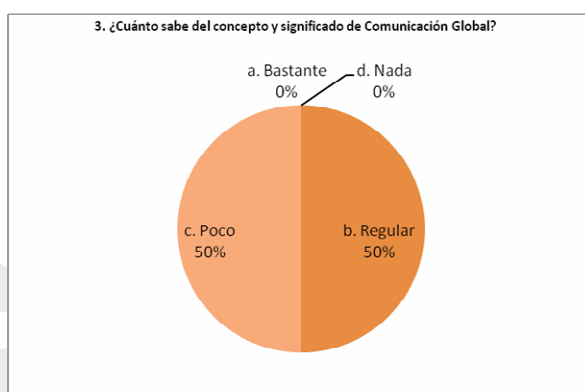 3. ¿Cuánto sabe del concepto y significado de Comunicación Global?
a. Bastante
0%
d. Nada
0%
c. Poco
50%
b. Regular
50%